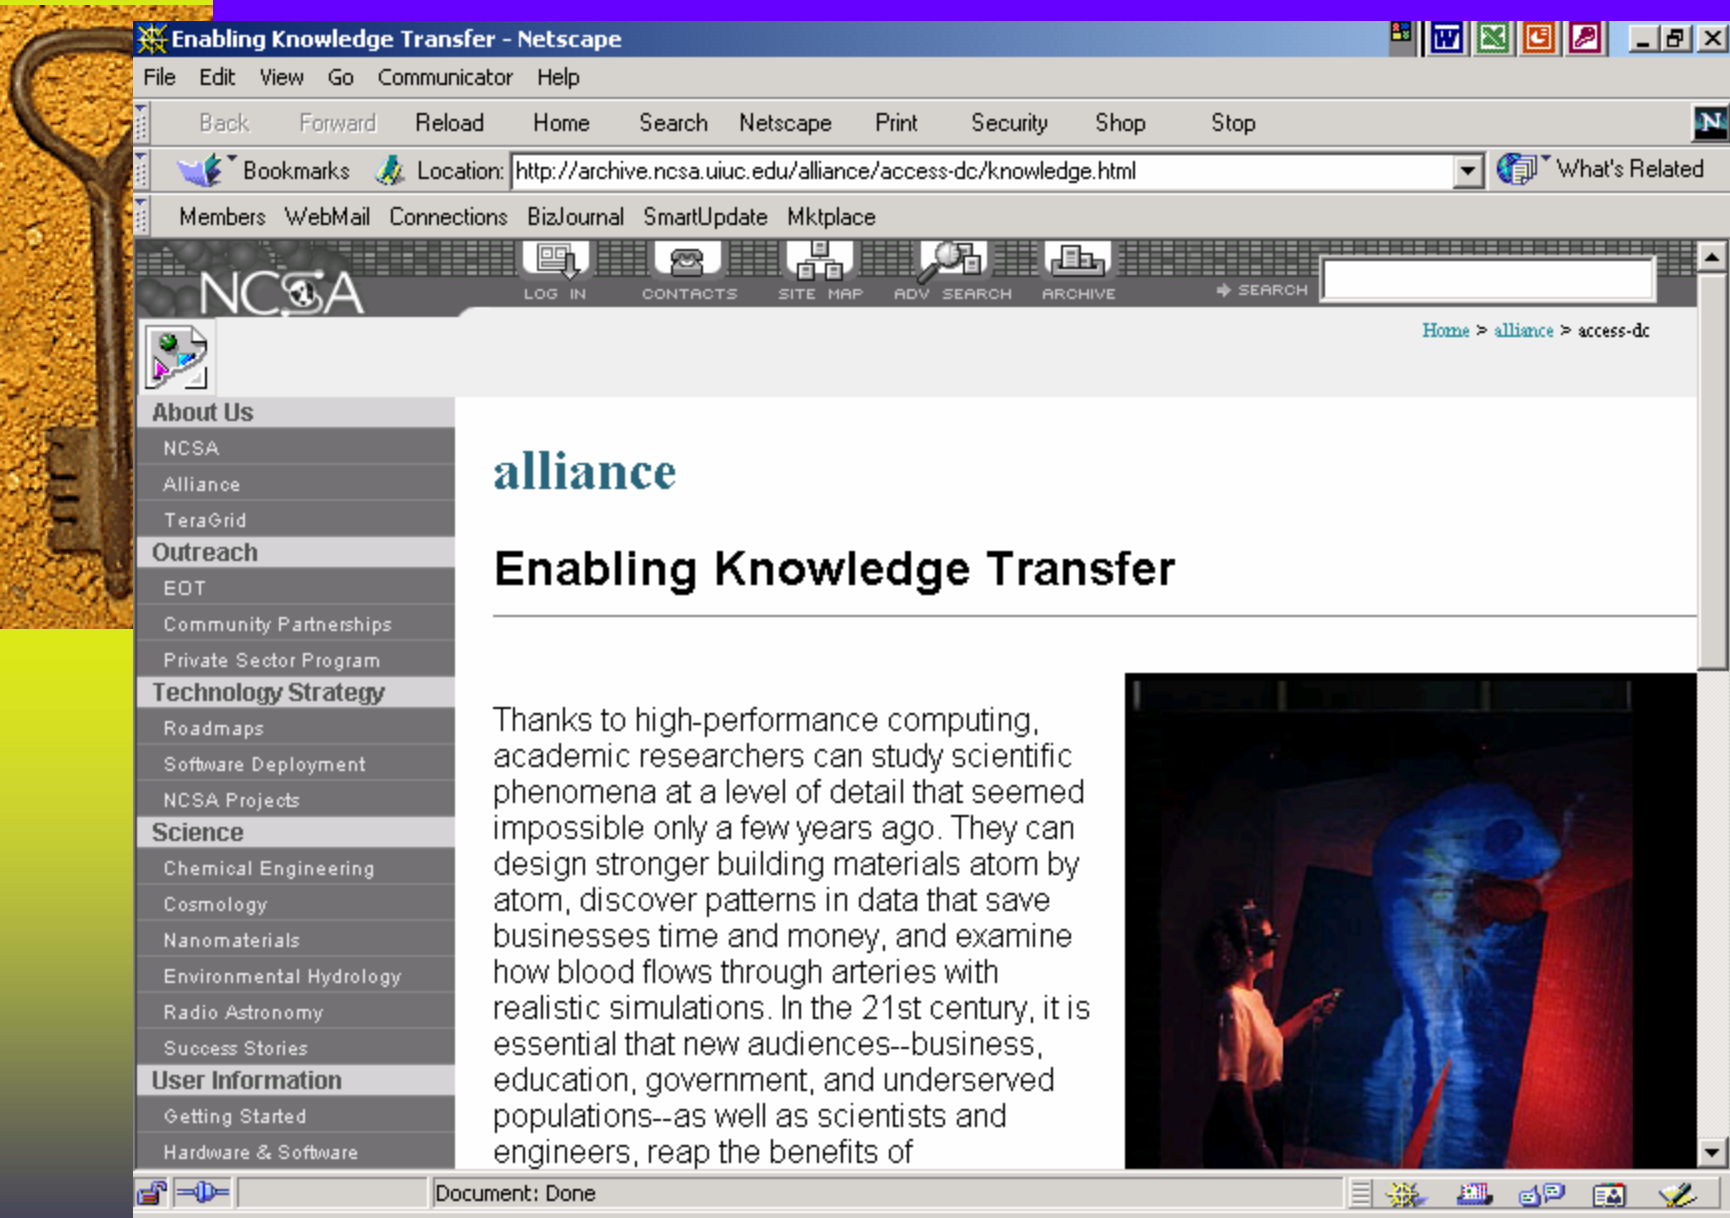 Enabling Knowledge Transfer - Netscape
File Edit View Go Communicator Help
Back Forward Reload Home Search Netscape Print Security Shop Stop
N
Bookmarks Location: http://archive.ncsa.uiuc.edu/alliance/access-dc/knowledge.html What's Related
Members WebMail Connections BizJournal SmartUpdate Mktplace
NCSA
LOG IN CONTACTS SITE MAP ADV SEARCH ARCHIVE SEARCH
Home > alliance > access-dc
About Us
NCSA
Alliance
TeraGrid
Outreach
EOT
Community Partnerships
Private Sector Program
Technology Strategy
Roadmaps
Software Deployment
NCSA Projects
Science
Chemical Engineering
Cosmology
Nanomaterials
Environmental Hydrology
Radio Astronomy
Success Stories
User Information
Getting Started
Hardware & Software
alliance
Enabling Knowledge Transfer
Thanks to high-performance computing,
academic researchers can study scientific
phenomena at a level of detail that seemed
impossible only a few years ago. They can
design stronger building materials atom by
atom, discover patterns in data that save
businesses time and money, and examine
how blood flows through arteries with
realistic simulations. In the 21st century, it is
essential that new audiences--business,
education, government, and underserved
populations--as well as scientists and
engineers, reap the benefits of
Document: Done